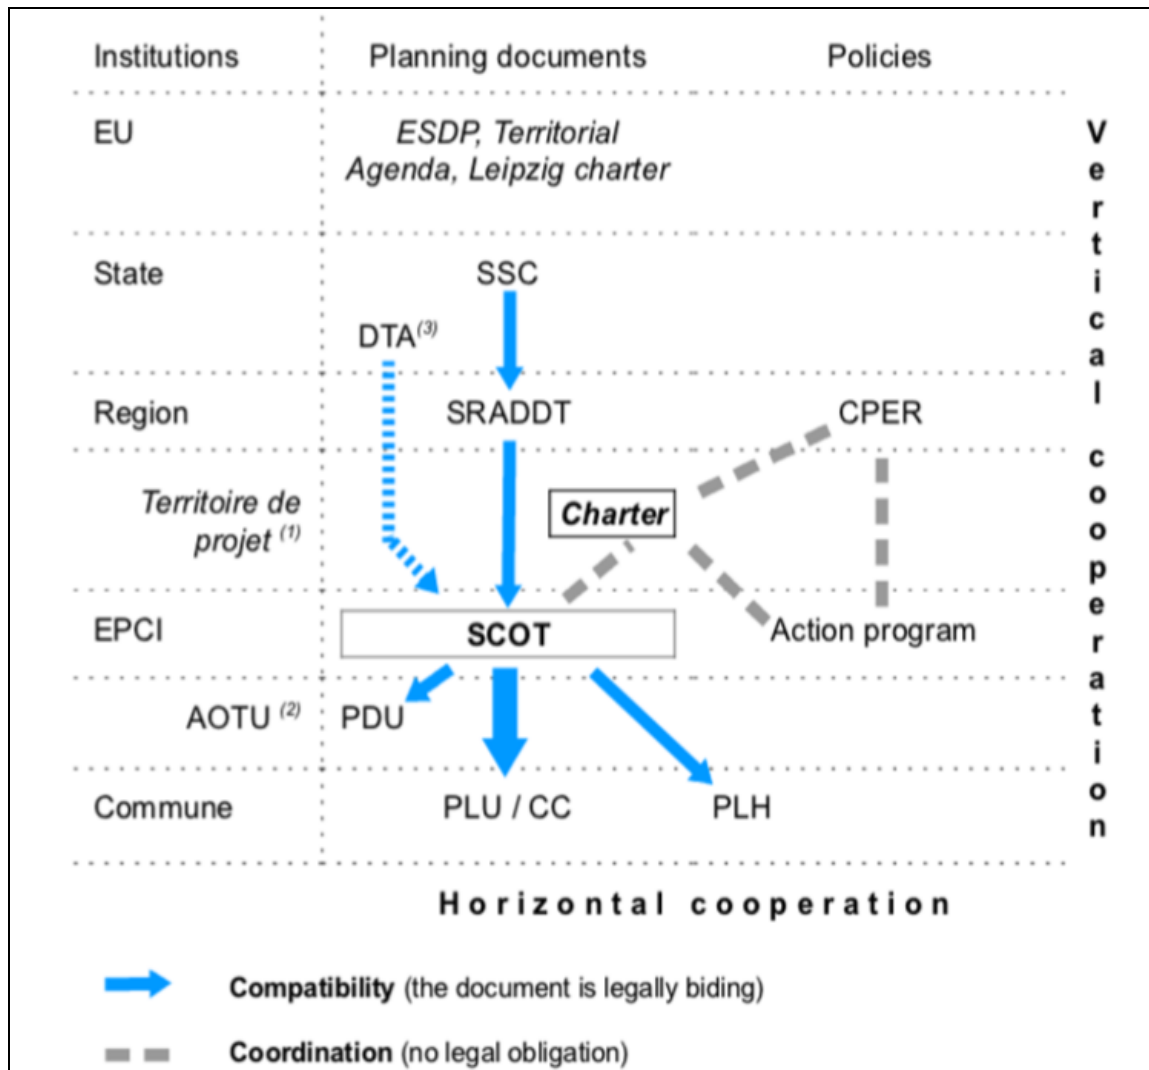 Institutions Planning documents Policies
EU ESDP, Territorial
Agenda, Leipzig charter
State SSC
DTA(3)
Region SRADDT CPER
Territoire de
projet (1)
Charter
EPCI SCOT Action program
AOTU (2) PDU
Commune PLU / CC PLH
Vertical cooperation
Horizontal cooperation
Compatibility (the document is legally biding)
Coordination (no legal obligation)